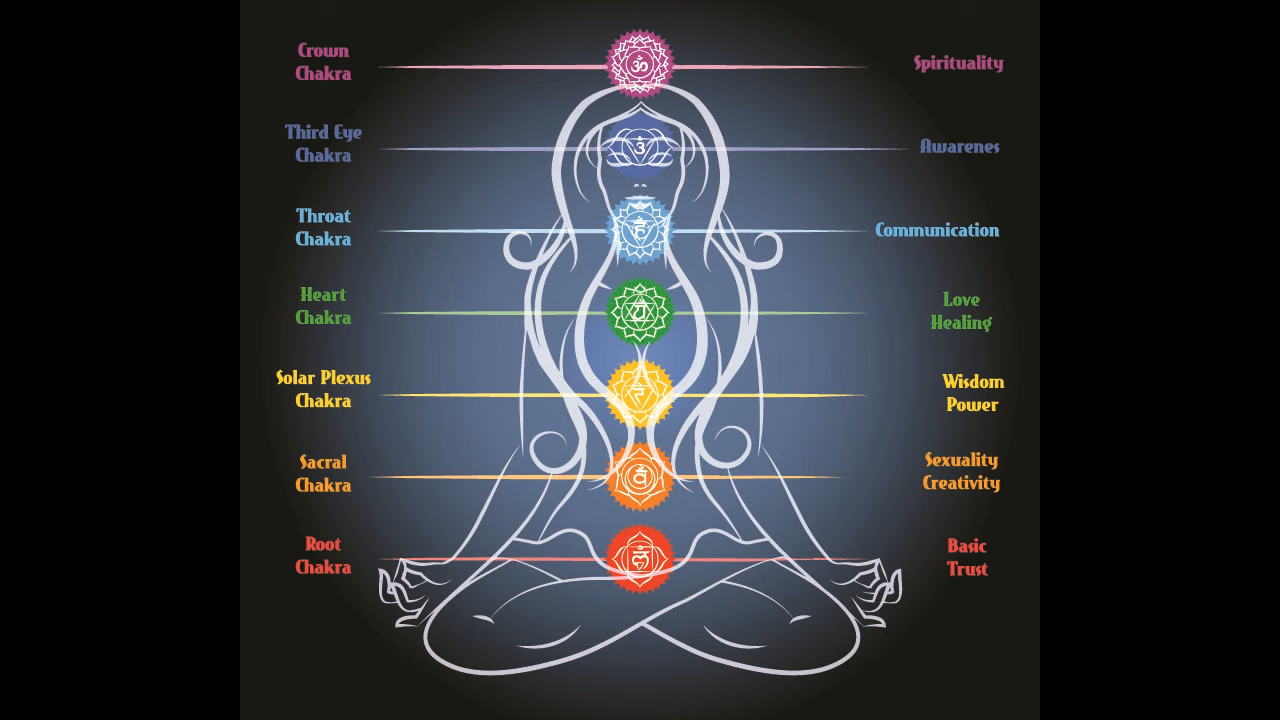 Crown
Chakra
Spirituality
ॐ
Third Eye
Chakra
Awarenes
Throat
Chakra
Communication
Heart
Chakra
Love
Healing
Solar Plexus
Chakra
Wisdom
Power
Sacral
Chakra
Sexuality
Creativity
Root
Chakra
Basic
Trust